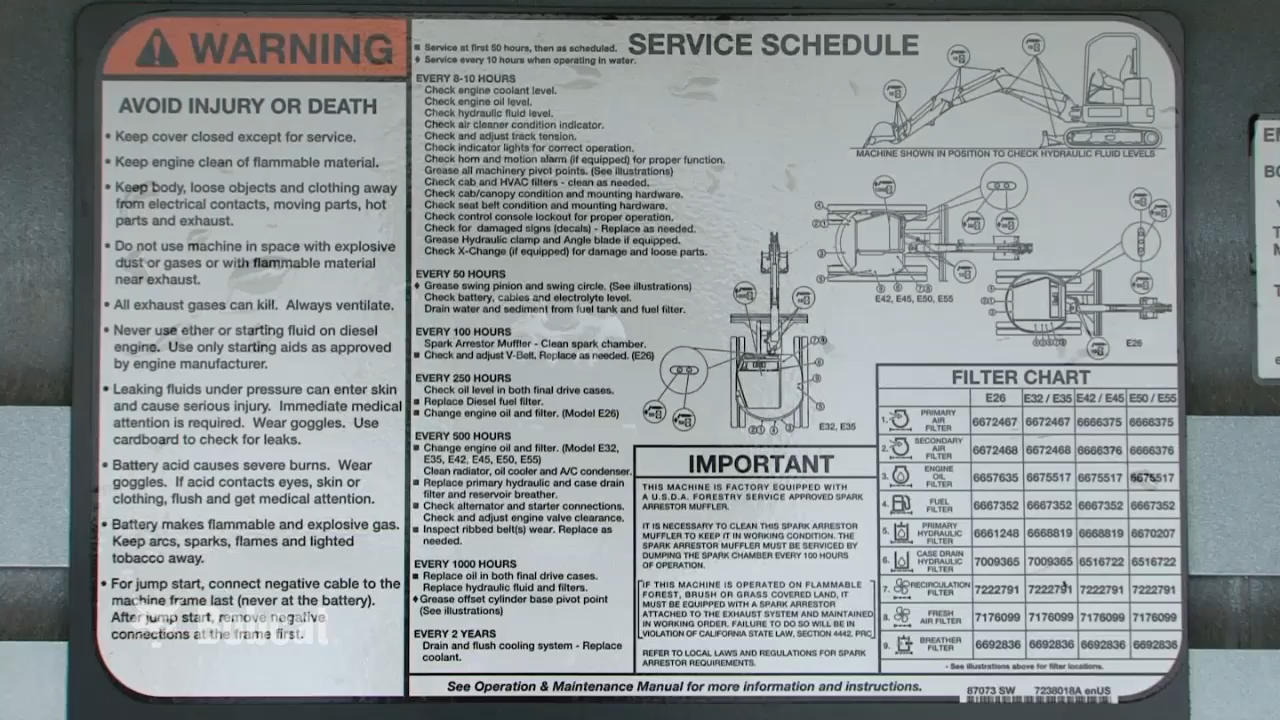 WARNING
AVOID INJURY OR DEATH
• Keep cover closed except for service.
• Keep engine clean of flammable material.
• Keep body, loose objects and clothing away
from electrical contacts, moving parts, hot
parts and exhaust.
• Do not use machine in space with explosive
dust or gases or with flammable material
near exhaust.
• All exhaust gases can kill. Always ventilate.
• Never use ether or starting fluid on diesel
engine. Use only starting aids as approved
by engine manufacturer.
• Leaking fluids under pressure can enter skin
and cause serious injury. Immediate medical
attention is required. Wear goggles. Use
cardboard to check for leaks.
• Battery acid causes severe burns. Wear
goggles. If acid contacts eyes, skin or
clothing, flush and get medical attention.
• Battery makes flammable and explosive gas.
Keep arcs, sparks, flames and lighted
tobacco away.
• For jump start, connect negative cable to the
machine frame last (never at the battery).
After jump start, remove negative
connections at the frame first.
■ Service at first 50 hours, then as scheduled.
♦ Service every 10 hours when operating in water.
SERVICE SCHEDULE
EVERY 8-10 HOURS
Check engine coolant level.
Check engine oil level.
Check hydraulic fluid level.
Check air cleaner condition indicator.
Check and adjust track tension.
Check indicator lights for correct operation.
Check horn and motion alarm (if equipped) for proper function.
Grease all machinery pivot points. (See illustrations)
Check cab and HVAC filters - clean as needed.
Check cab/canopy condition and mounting hardware.
Check seat belt condition and mounting hardware.
Check control console lockout for proper operation.
Check for damaged signs (decals) - Replace as needed.
Grease Hydraulic clamp and Angle blade if equipped.
Check X-Change (if equipped) for damage and loose parts.
EVERY 50 HOURS
♦ Grease swing pinion and swing circle. (See illustrations)
Check battery, cables and electrolyte level.
Drain water and sediment from fuel tank and fuel filter.
EVERY 100 HOURS
Spark Arrestor Muffler - Clean spark chamber.
■ Check and adjust V-Belt. Replace as needed. (E26)
EVERY 250 HOURS
Check oil level in both final drive cases.
■ Replace Diesel fuel filter.
■ Change engine oil and filter. (Model E26)
EVERY 500 HOURS
■ Change engine oil and filter. (Model E32,
E35, E42, E45, E50, E55)
Clean radiator, oil cooler and A/C condenser.
■ Replace primary hydraulic and case drain
filter and reservoir breather.
■ Check alternator and starter connections.
Check and adjust engine valve clearance.
■ Inspect ribbed belt(s) wear. Replace as
needed.
EVERY 1000 HOURS
■ Replace oil in both final drive cases.
Replace hydraulic fluid and filters.
♦ Grease offset cylinder base pivot point
(See illustrations)
EVERY 2 YEARS
Drain and flush cooling system - Replace
coolant.
MACHINE SHOWN IN POSITION TO CHECK HYDRAULIC FLUID LEVELS
E42, E45, E50, E55
E26
E32, E35
IMPORTANT
THIS MACHINE IS FACTORY EQUIPPED WITH
A U.S.D.A. FORESTRY SERVICE APPROVED SPARK
ARRESTOR MUFFLER.
IT IS NECESSARY TO CLEAN THIS SPARK ARRESTOR
MUFFLER TO KEEP IT IN WORKING CONDITION. THE
SPARK ARRESTOR MUFFLER MUST BE SERVICED BY
DUMPING THE SPARK CHAMBER EVERY 100 HOURS
OF OPERATION.
IF THIS MACHINE IS OPERATED ON FLAMMABLE
FOREST, BRUSH OR GRASS COVERED LAND, IT
MUST BE EQUIPPED WITH A SPARK ARRESTOR
ATTACHED TO THE EXHAUST SYSTEM AND MAINTAINED
IN WORKING ORDER. FAILURE TO DO SO WILL BE IN
VIOLATION OF CALIFORNIA STATE LAW, SECTION 4442, PRC
REFER TO LOCAL LAWS AND REGULATIONS FOR SPARK
ARRESTOR REQUIREMENTS.
FILTER CHART
E26 E32 / E35 E42 / E45 E50 / E55
1. PRIMARY AIR FILTER 6672467 6672467 6666375 6666375
2. SECONDARY AIR FILTER 6672468 6672468 6666376 6666376
3. ENGINE OIL FILTER 6657635 6675517 6675517 6675517
4. FUEL FILTER 6667352 6667352 6667352 6667352
5. PRIMARY HYDRAULIC FILTER 6661248 6668819 6668819 6670207
6. CASE DRAIN HYDRAULIC FILTER 7009365 7009365 6516722 6516722
7. RECIRCULATION FILTER 7222791 7222791 7222791 7222791
8. FRESH AIR FILTER 7176099 7176099 7176099 7176099
9. BREATHER FILTER 6692836 6692836 6692836 6692836
- See illustrations above for filter locations.
See Operation & Maintenance Manual for more information and instructions.
87073 SW 7238018A enUS